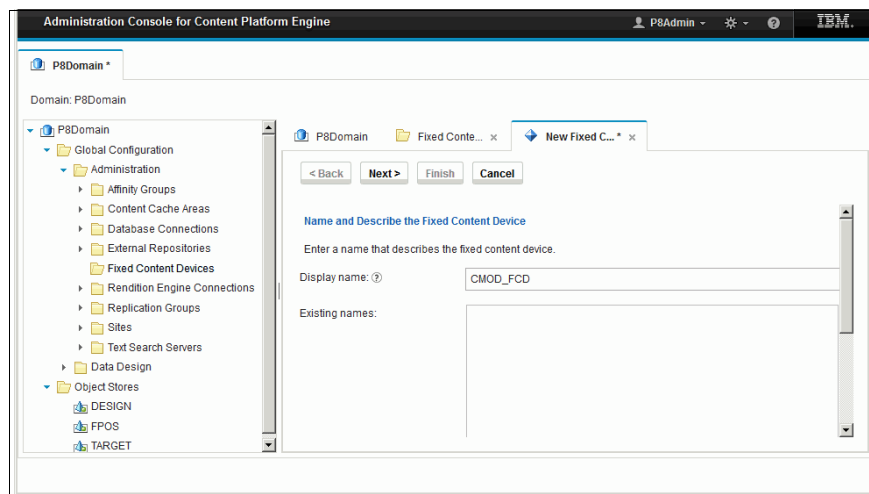 Administration Console for Content Platform Engine
P8Admin
IBM.
P8Domain *
Domain: P8Domain
P8Domain
Global Configuration
Administration
Affinity Groups
Content Cache Areas
Database Connections
External Repositories
Fixed Content Devices
Rendition Engine Connections
Replication Groups
Sites
Text Search Servers
Data Design
Object Stores
DESIGN
FPOS
TARGET
P8Domain
Fixed Conte... x
New Fixed C... * x
< Back
Next >
Finish
Cancel
Name and Describe the Fixed Content Device
Enter a name that describes the fixed content device.
Display name: ?
CMOD_FCD
Existing names: